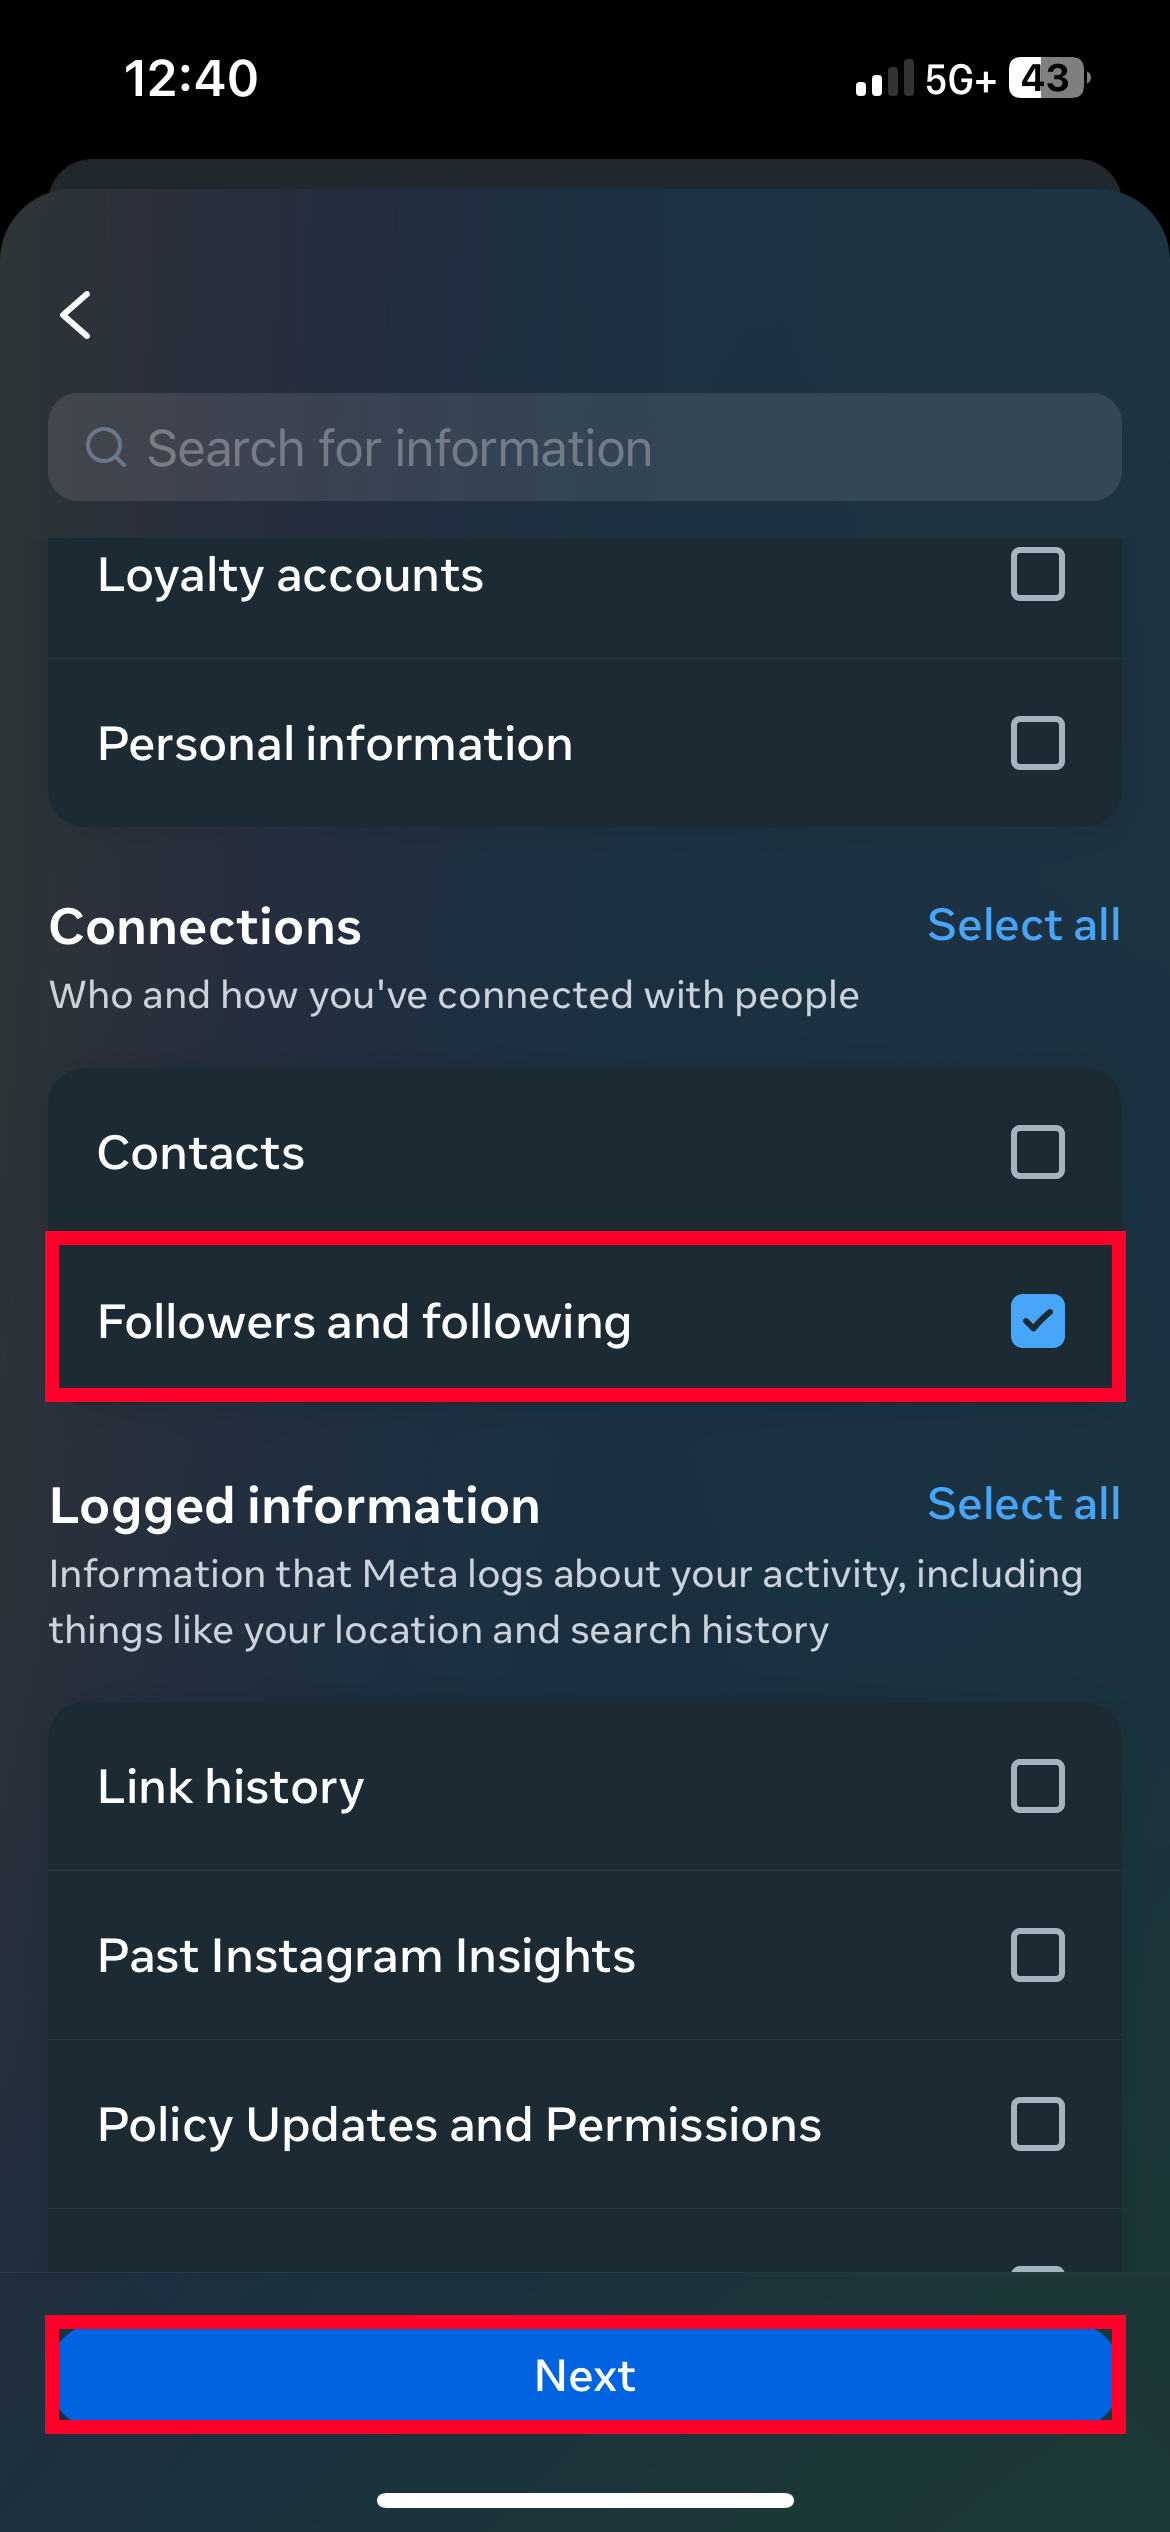 12:40
5G+ 43
Search for information
Loyalty accounts
Personal information
Connections
Select all
Who and how you've connected with people
Contacts
Followers and following
Logged information
Select all
Information that Meta logs about your activity, including
things like your location and search history
Link history
Past Instagram Insights
Policy Updates and Permissions
Next